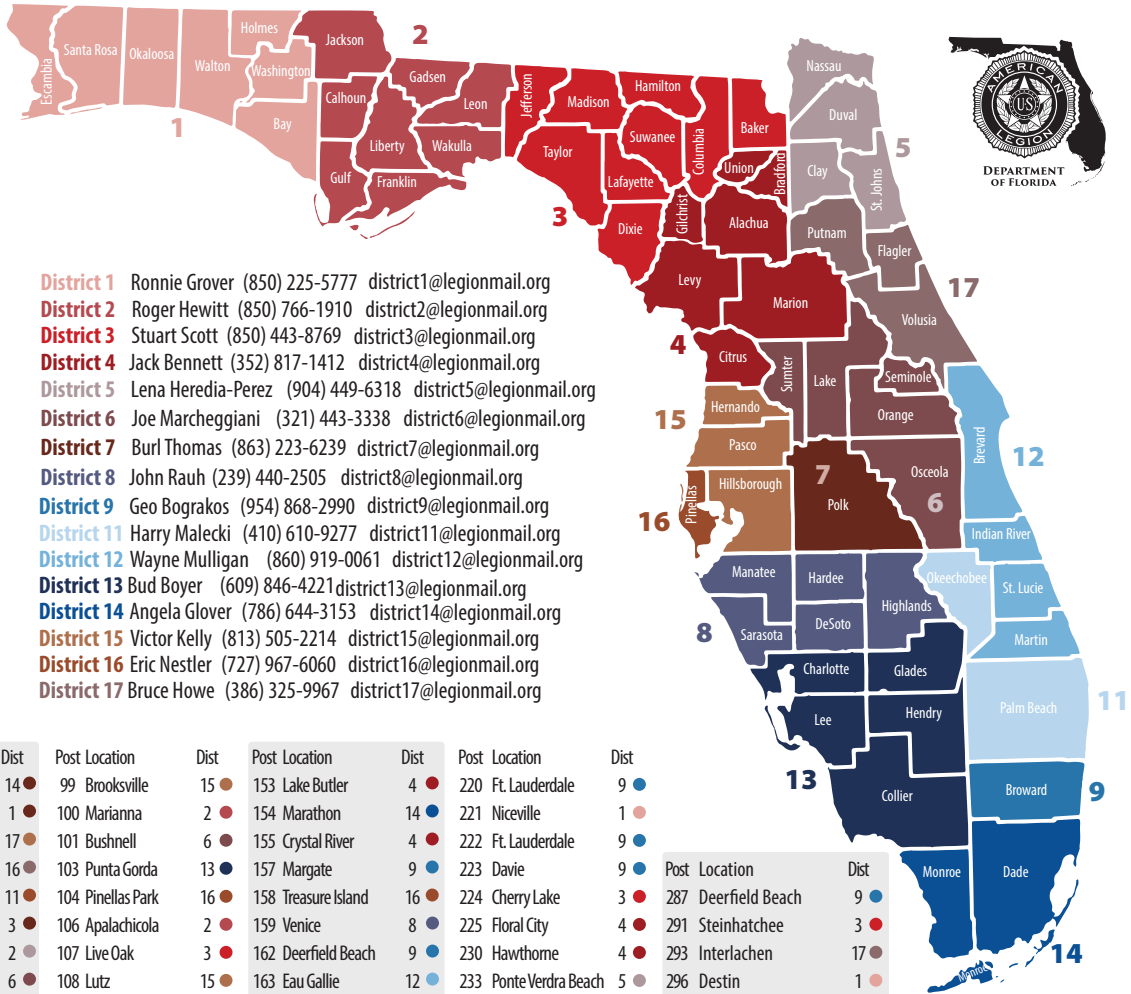 Holmes
Jackson
2
Santa Rosa
Okaloosa
Walton
Washington
Escambia
Bay
1
Gadsen
Calhoun
Leon
Liberty
Wakulla
Gulf
Franklin
Jefferson
Madison
Hamilton
Suwanee
Columbia
Baker
Taylor
Lafayette
Union
Bradford
Gilchrist
Dixie
3
Alachua
Nassau
Duval
5
Clay
St. Johns
Putnam
Flagler
17
Levy
Marion
Volusia
4
Citrus
Sumter
Lake
Seminole
Orange
15
Hernando
Pasco
Hillsborough
Pinellas
16
7
Polk
Osceola
6
Brevard
12
Indian River
Manatee
Hardee
Highlands
Okeechobee
St. Lucie
8
Sarasota
DeSoto
Martin
Charlotte
Glades
Palm Beach
11
Lee
Hendry
13
Collier
Broward
9
Monroe
Dade
Monroe
14
AMERICAN
US
LEGION
DEPARTMENT
OF FLORIDA
District 1 Ronnie Grover (850) 225-5777 district1@legionmail.org
District 2 Roger Hewitt (850) 766-1910 district2@legionmail.org
District 3 Stuart Scott (850) 443-8769 district3@legionmail.org
District 4 Jack Bennett (352) 817-1412 district4@legionmail.org
District 5 Lena Heredia-Perez (904) 449-6318 district5@legionmail.org
District 6 Joe Marcheggiani (321) 443-3338 district6@legionmail.org
District 7 Burl Thomas (863) 223-6239 district7@legionmail.org
District 8 John Rauh (239) 440-2505 district8@legionmail.org
District 9 Geo Bograkos (954) 868-2990 district9@legionmail.org
District 11 Harry Malecki (410) 610-9277 district11@legionmail.org
District 12 Wayne Mulligan (860) 919-0061 district12@legionmail.org
District 13 Bud Boyer (609) 846-4221 district13@legionmail.org
District 14 Angela Glover (786) 644-3153 district14@legionmail.org
District 15 Victor Kelly (813) 505-2214 district15@legionmail.org
District 16 Eric Nestler (727) 967-6060 district16@legionmail.org
District 17 Bruce Howe (386) 325-9967 district17@legionmail.org
Dist
14
1
17
16
11
3
2
6
Post Location Dist
99 Brooksville 15
100 Marianna 2
101 Bushnell 6
103 Punta Gorda 13
104 Pinellas Park 16
106 Apalachicola 2
107 Live Oak 3
108 Lutz 15
Post Location Dist
153 Lake Butler 4
154 Marathon 14
155 Crystal River 4
157 Margate 9
158 Treasure Island 16
159 Venice 8
162 Deerfield Beach 9
163 Eau Gallie 12
Post Location Dist
220 Ft. Lauderdale 9
221 Niceville 1
222 Ft. Lauderdale 9
223 Davie 9
224 Cherry Lake 3
225 Floral City 4
230 Hawthorne 4
233 Ponte Verdra Beach 5
Post Location Dist
287 Deerfield Beach 9
291 Steinhatchee 3
293 Interlachen 17
296 Destin 1